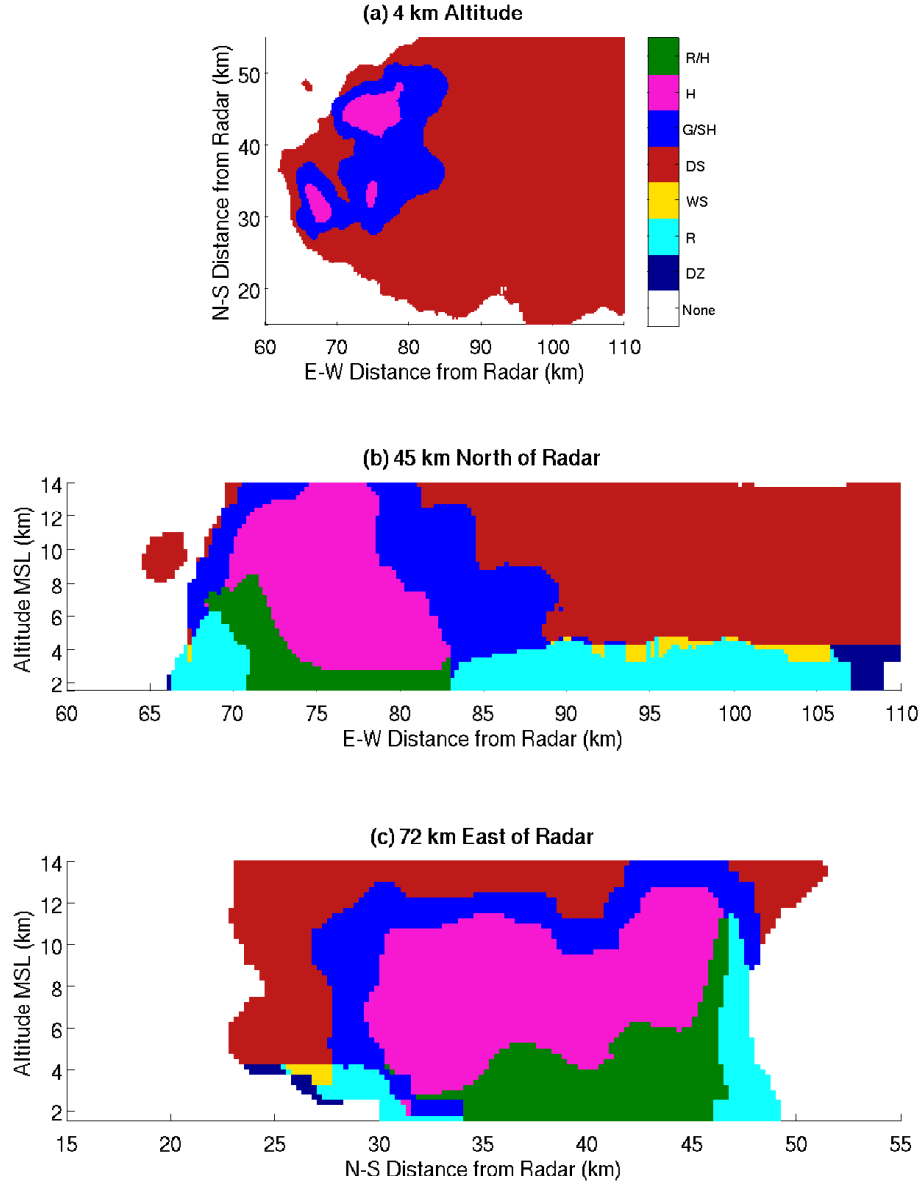 (a) 4 km Altitude
N-S Distance from Radar (km)
50
40
30
20
60 70 80 90 100 110
E-W Distance from Radar (km)
R/H
H
G/SH
DS
WS
R
DZ
None
(b) 45 km North of Radar
Altitude MSL (km)
14
12
10
8
6
4
2
60 65 70 75 80 85 90 95 100 105 110
E-W Distance from Radar (km)
(c) 72 km East of Radar
Altitude MSL (km)
14
12
10
8
6
4
2
15 20 25 30 35 40 45 50 55
N-S Distance from Radar (km)